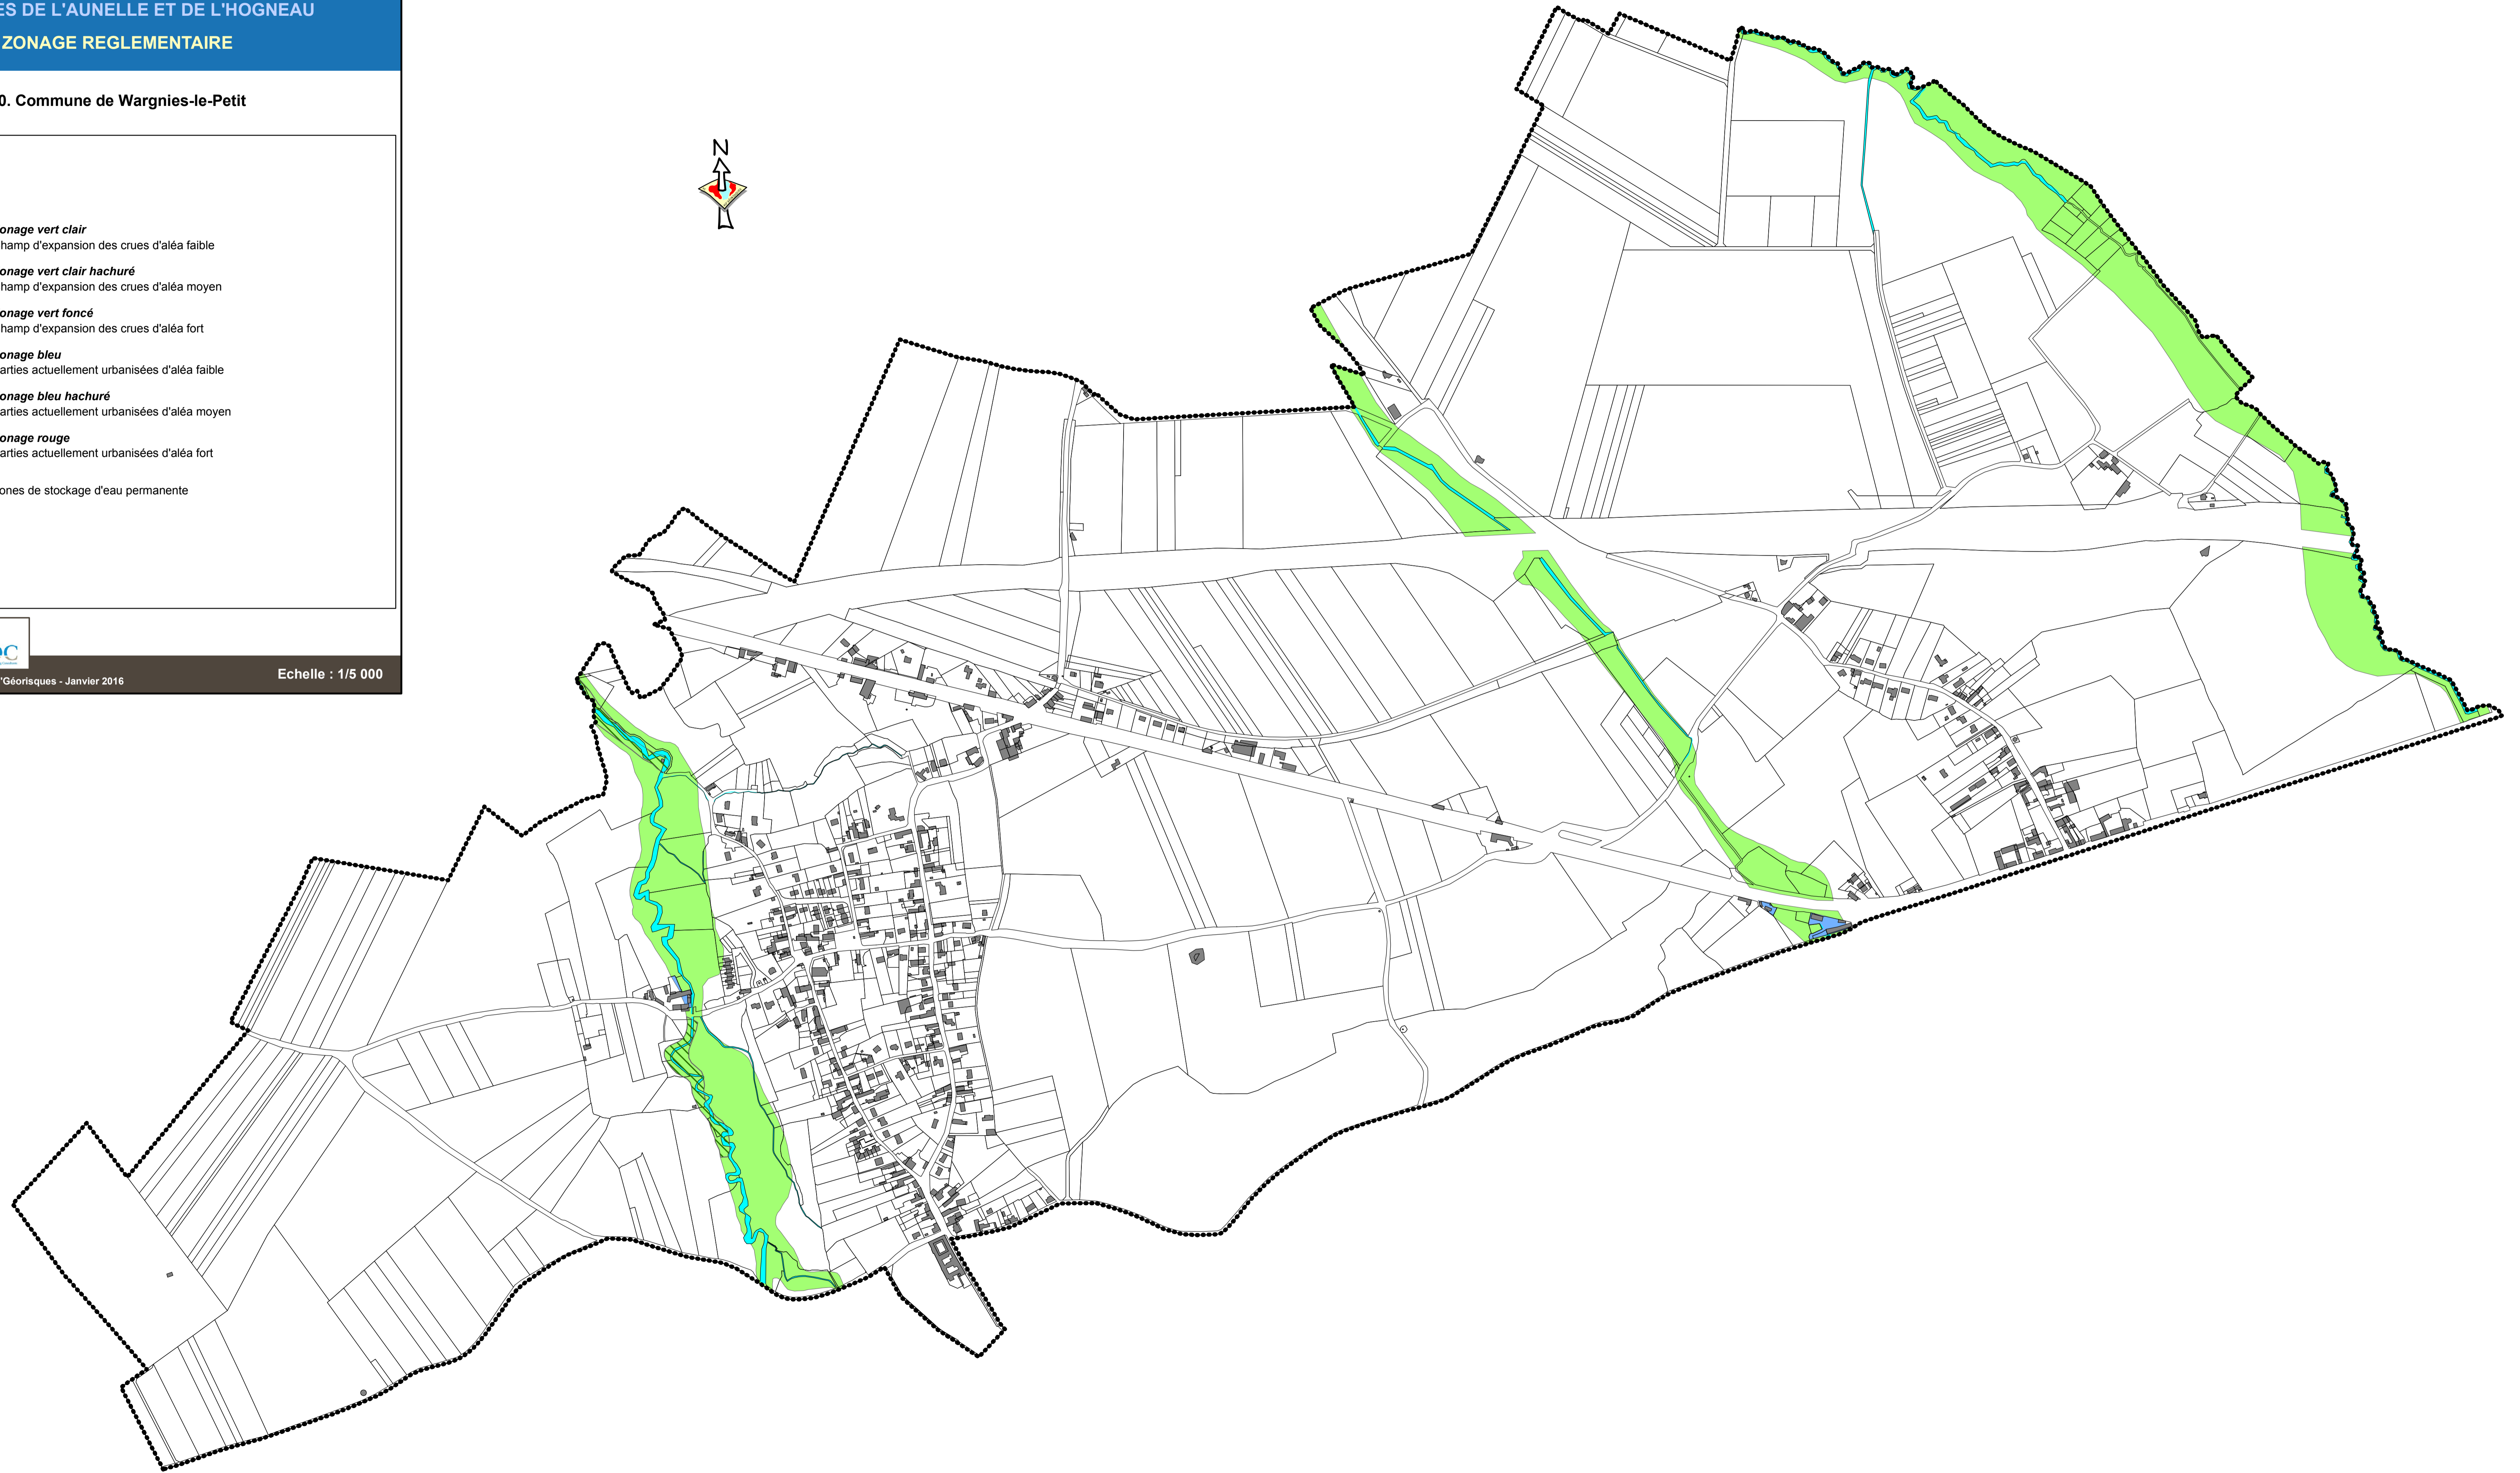 ES DE L'AUNELLE ET DE L'HOGNEAU
ZONAGE REGLEMENTAIRE
0. Commune de Wargnies-le-Petit
N
onage vert clair
hamp d'expansion des crues d'aléa faible
onage vert clair hachuré
hamp d'expansion des crues d'aléa moyen
onage vert foncé
hamp d'expansion des crues d'aléa fort
onage bleu
arties actuellement urbanisées d'aléa faible
onage bleu hachuré
arties actuellement urbanisées d'aléa moyen
onage rouge
arties actuellement urbanisées d'aléa fort
ones de stockage d'eau permanente
'Géorisques - Janvier 2016
Echelle : 1/5 000